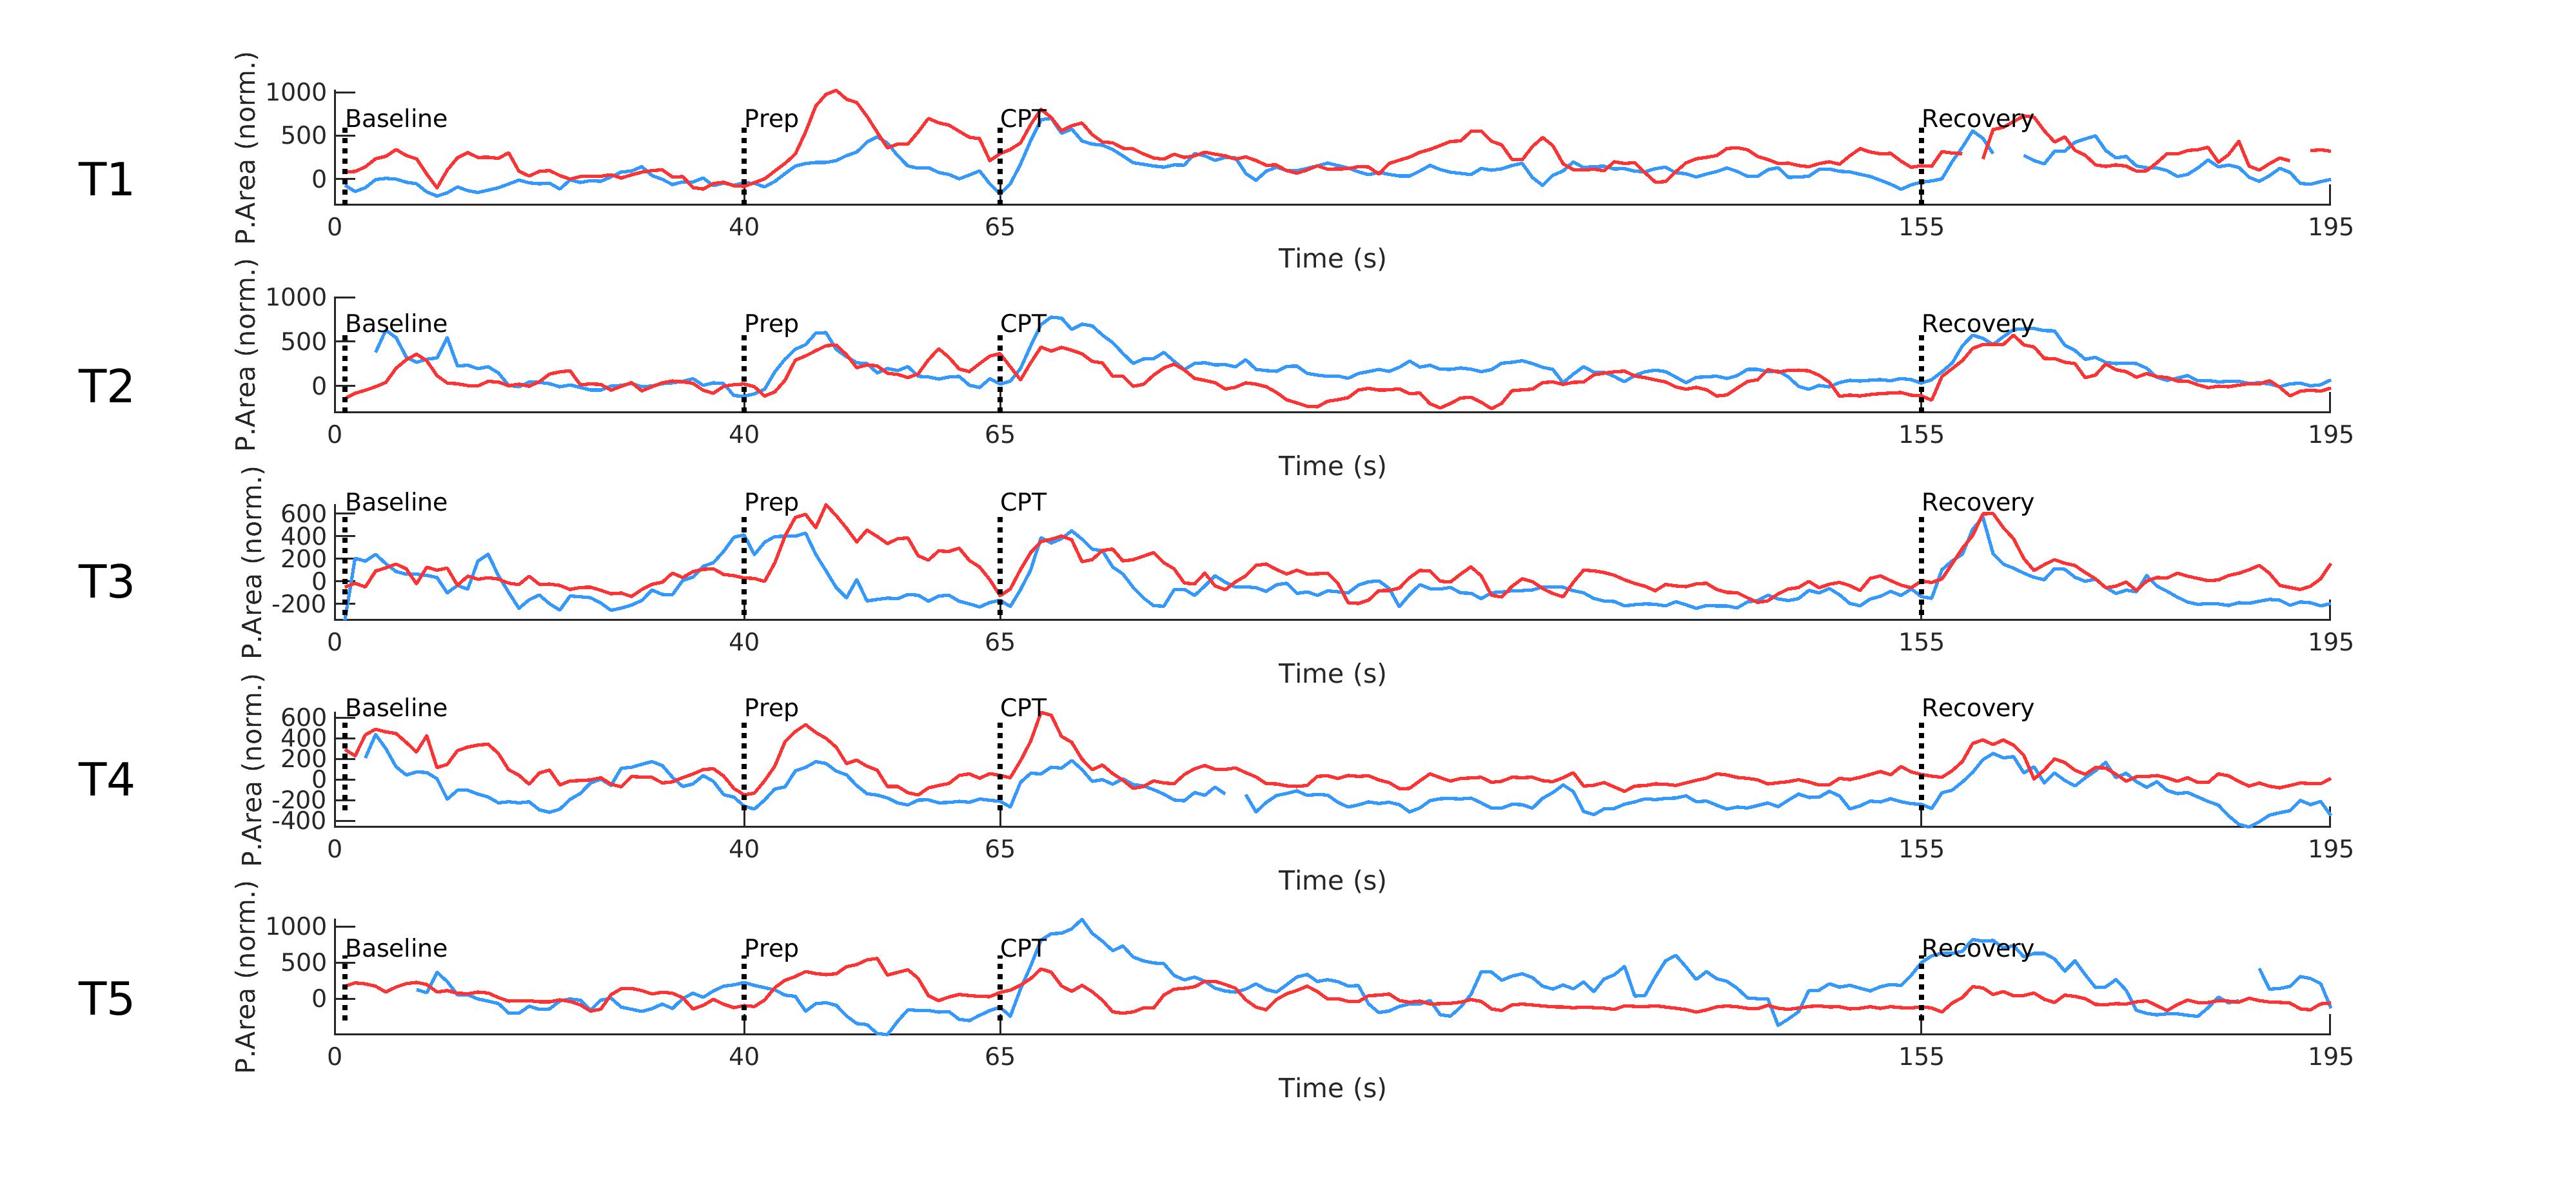 T1
P.Area (norm.)
1000
500
0
Baseline
Prep
CPT
Recovery
0
40
65
155
195
Time (s)
T2
P.Area (norm.)
1000
500
0
Baseline
Prep
CPT
Recovery
0
40
65
155
195
Time (s)
T3
P.Area (norm.)
600
400
200
0
-200
Baseline
Prep
CPT
Recovery
0
40
65
155
195
Time (s)
T4
P.Area (norm.)
600
400
200
0
-200
-400
Baseline
Prep
CPT
Recovery
0
40
65
155
195
Time (s)
T5
P.Area (norm.)
1000
500
0
Baseline
Prep
CPT
Recovery
0
40
65
155
195
Time (s)